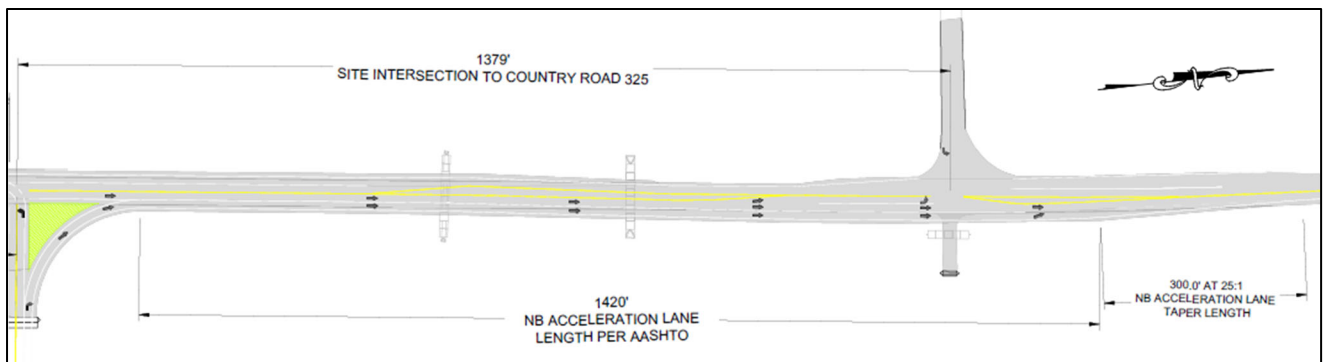 1379'
SITE INTERSECTION TO COUNTRY ROAD 325
1420'
NB ACCELERATION LANE
LENGTH PER AASHTO
300.0' AT 25:1
NB ACCELERATION LANE
TAPER LENGTH